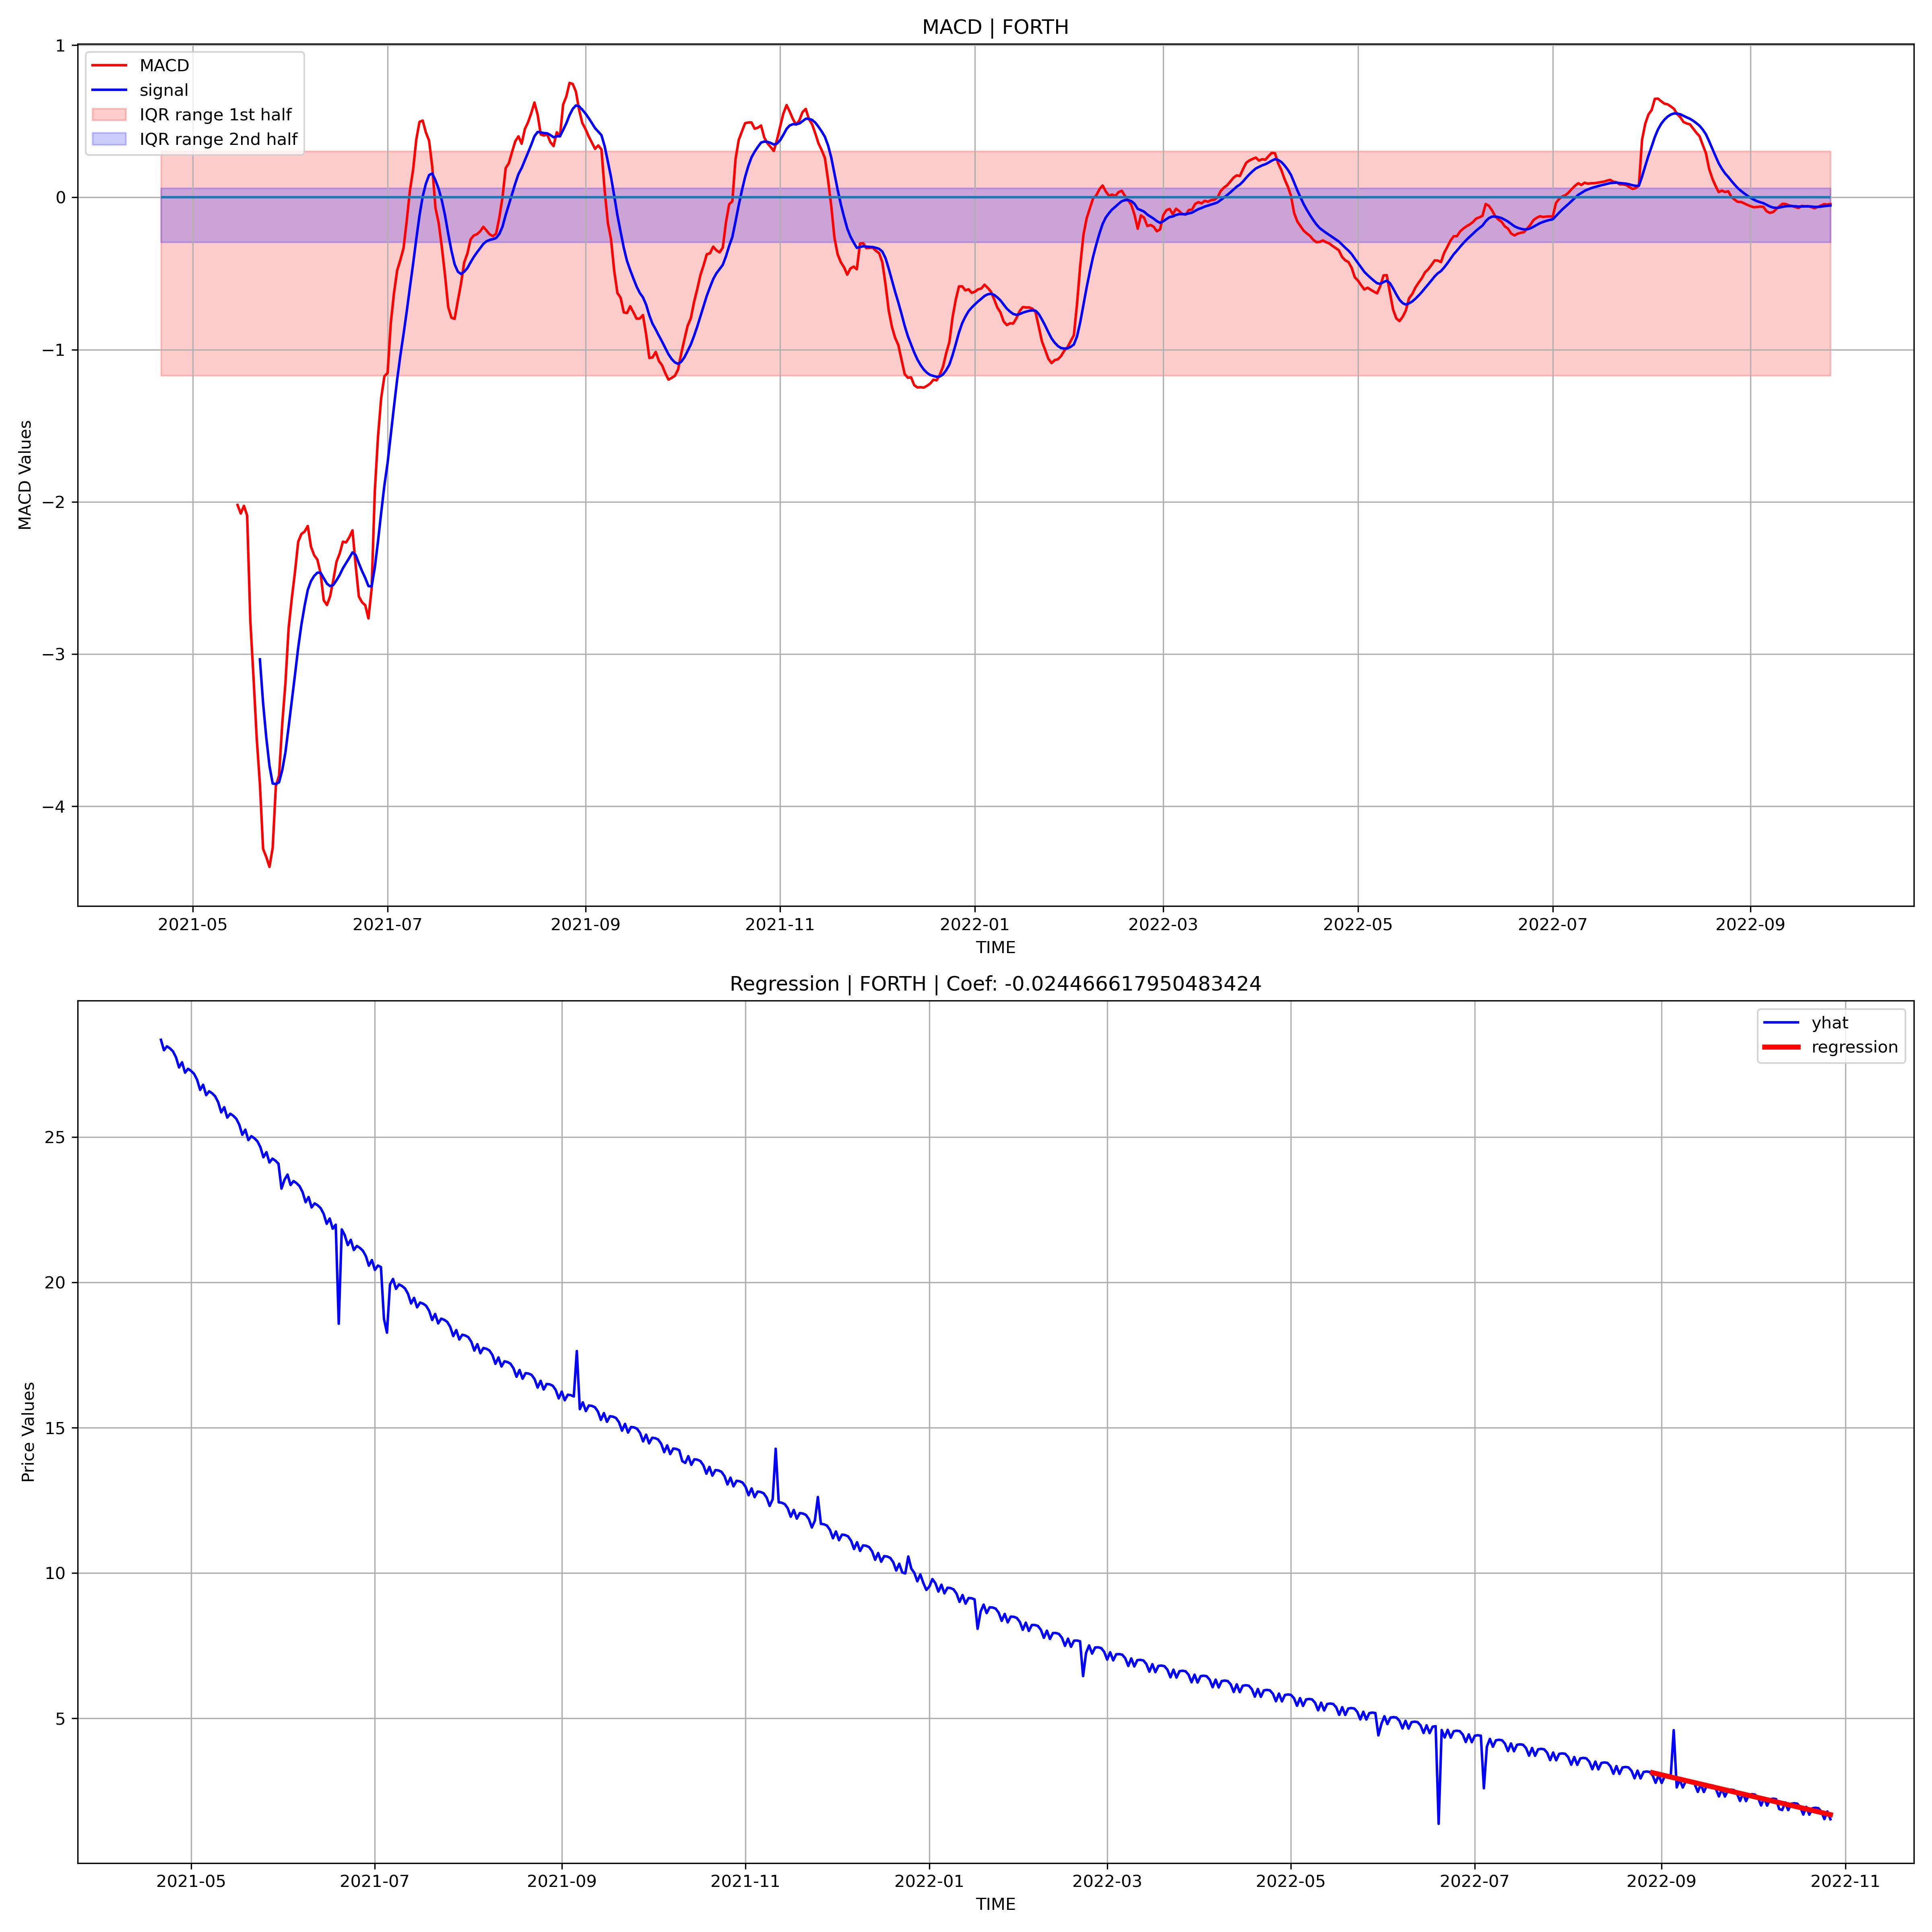 MACD | FORTH
MACD
signal
IQR range 1st half
IQR range 2nd half
MACD Values
1
0
−1
−2
−3
−4
2021-05 2021-07 2021-09 2021-11 2022-01 2022-03 2022-05 2022-07 2022-09
TIME
Regression | FORTH | Coef: -0.024466617950483424
yhat
regression
Price Values
25
20
15
10
5
2021-05 2021-07 2021-09 2021-11 2022-01 2022-03 2022-05 2022-07 2022-09 2022-11
TIME